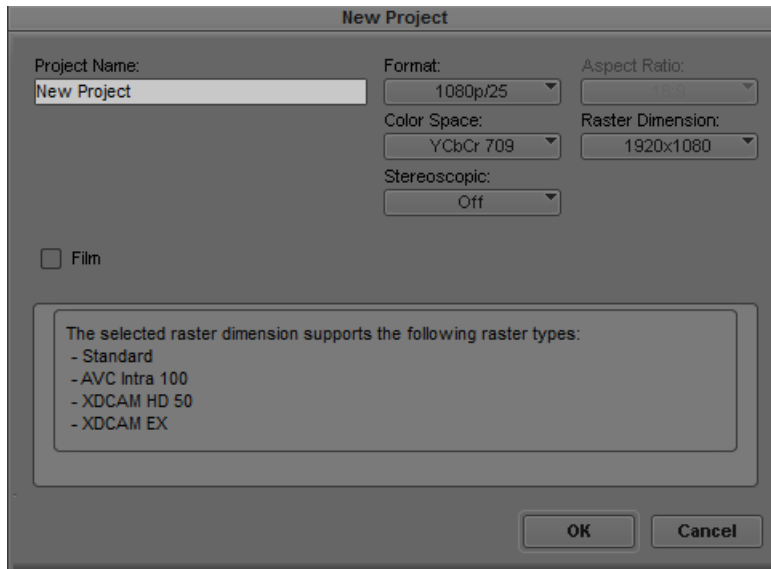 New Project
Project Name:
New Project
Format:
1080p/25
Aspect Ratio:
16:9
Color Space:
YCbCr 709
Raster Dimension:
1920x1080
Stereoscopic:
Off
Film
The selected raster dimension supports the following raster types:
- Standard
- AVC Intra 100
- XDCAM HD 50
- XDCAM EX
OK
Cancel